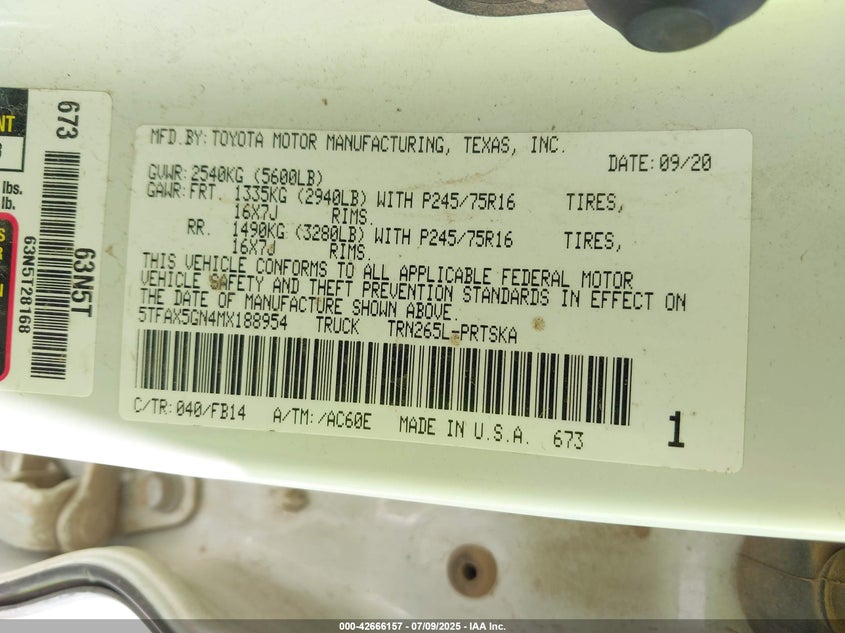 673
NT
lbs.
lb.
S
63N5T28168
63N5T
MFD.BY: TOYOTA MOTOR MANUFACTURING, TEXAS, INC.
DATE: 09/20
GVWR: 2540KG (5600LB)
GAWR: FRT 1335KG (2940LB) WITH P245/75R16 TIRES,
16X7J RIMS.
RR. 1490KG (3280LB) WITH P245/75R16 TIRES,
16X7J RIMS.
THIS VEHICLE CONFORMS TO ALL APPLICABLE FEDERAL MOTOR
VEHICLE SAFETY AND THEFT PREVENTION STANDARDS IN EFFECT ON
THE DATE OF MANUFACTURE SHOWN ABOVE.
5TFAX5GN4MX188954 TRUCK TRN265L-PRTSKA
C/TR: 040/FB14 A/TM: /AC60E MADE IN U.S.A. 673 1
000-42666157 - 07/09/2025 - IAA Inc.